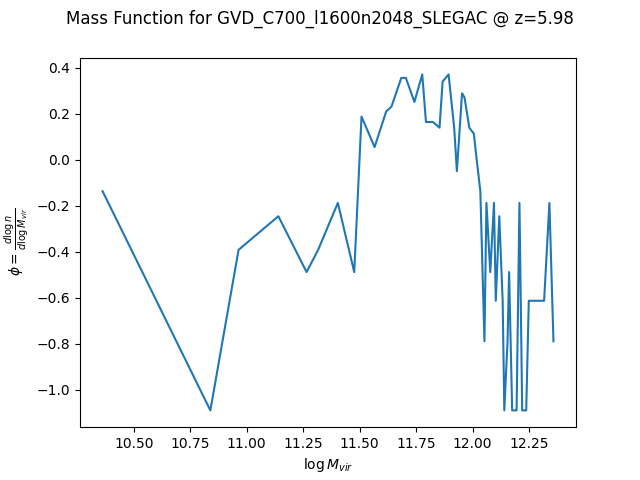 Mass Function for GVD_C700_l1600n2048_SLEGAC @ z=5.98
0.4
0.2
0.0
−0.2
−0.4
−0.6
−0.8
−1.0
ϕ = d log n / d log M_vir
10.50 10.75 11.00 11.25 11.50 11.75 12.00 12.25
log M_vir